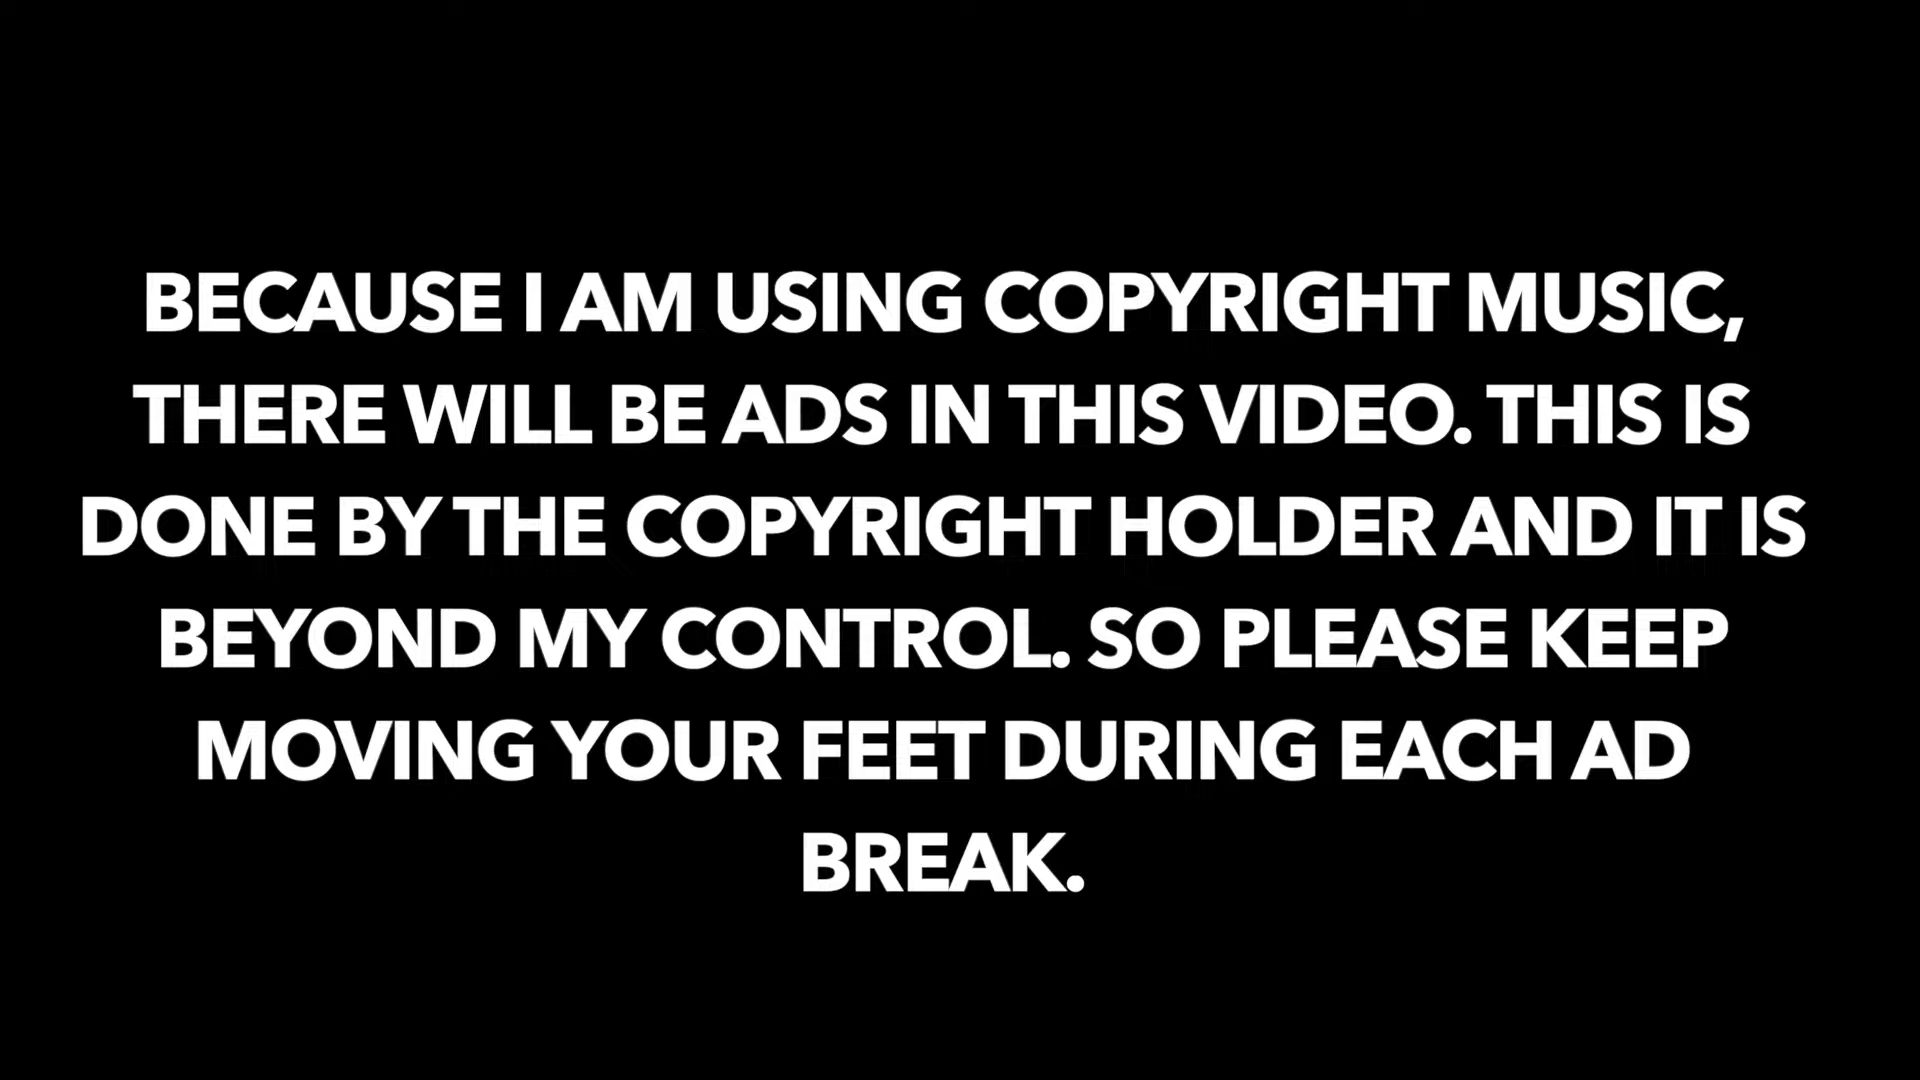 BECAUSE I AM USING COPYRIGHT MUSIC,
THERE WILL BE ADS IN THIS VIDEO. THIS IS
DONE BY THE COPYRIGHT HOLDER AND IT IS
BEYOND MY CONTROL. SO PLEASE KEEP
MOVING YOUR FEET DURING EACH AD
BREAK.